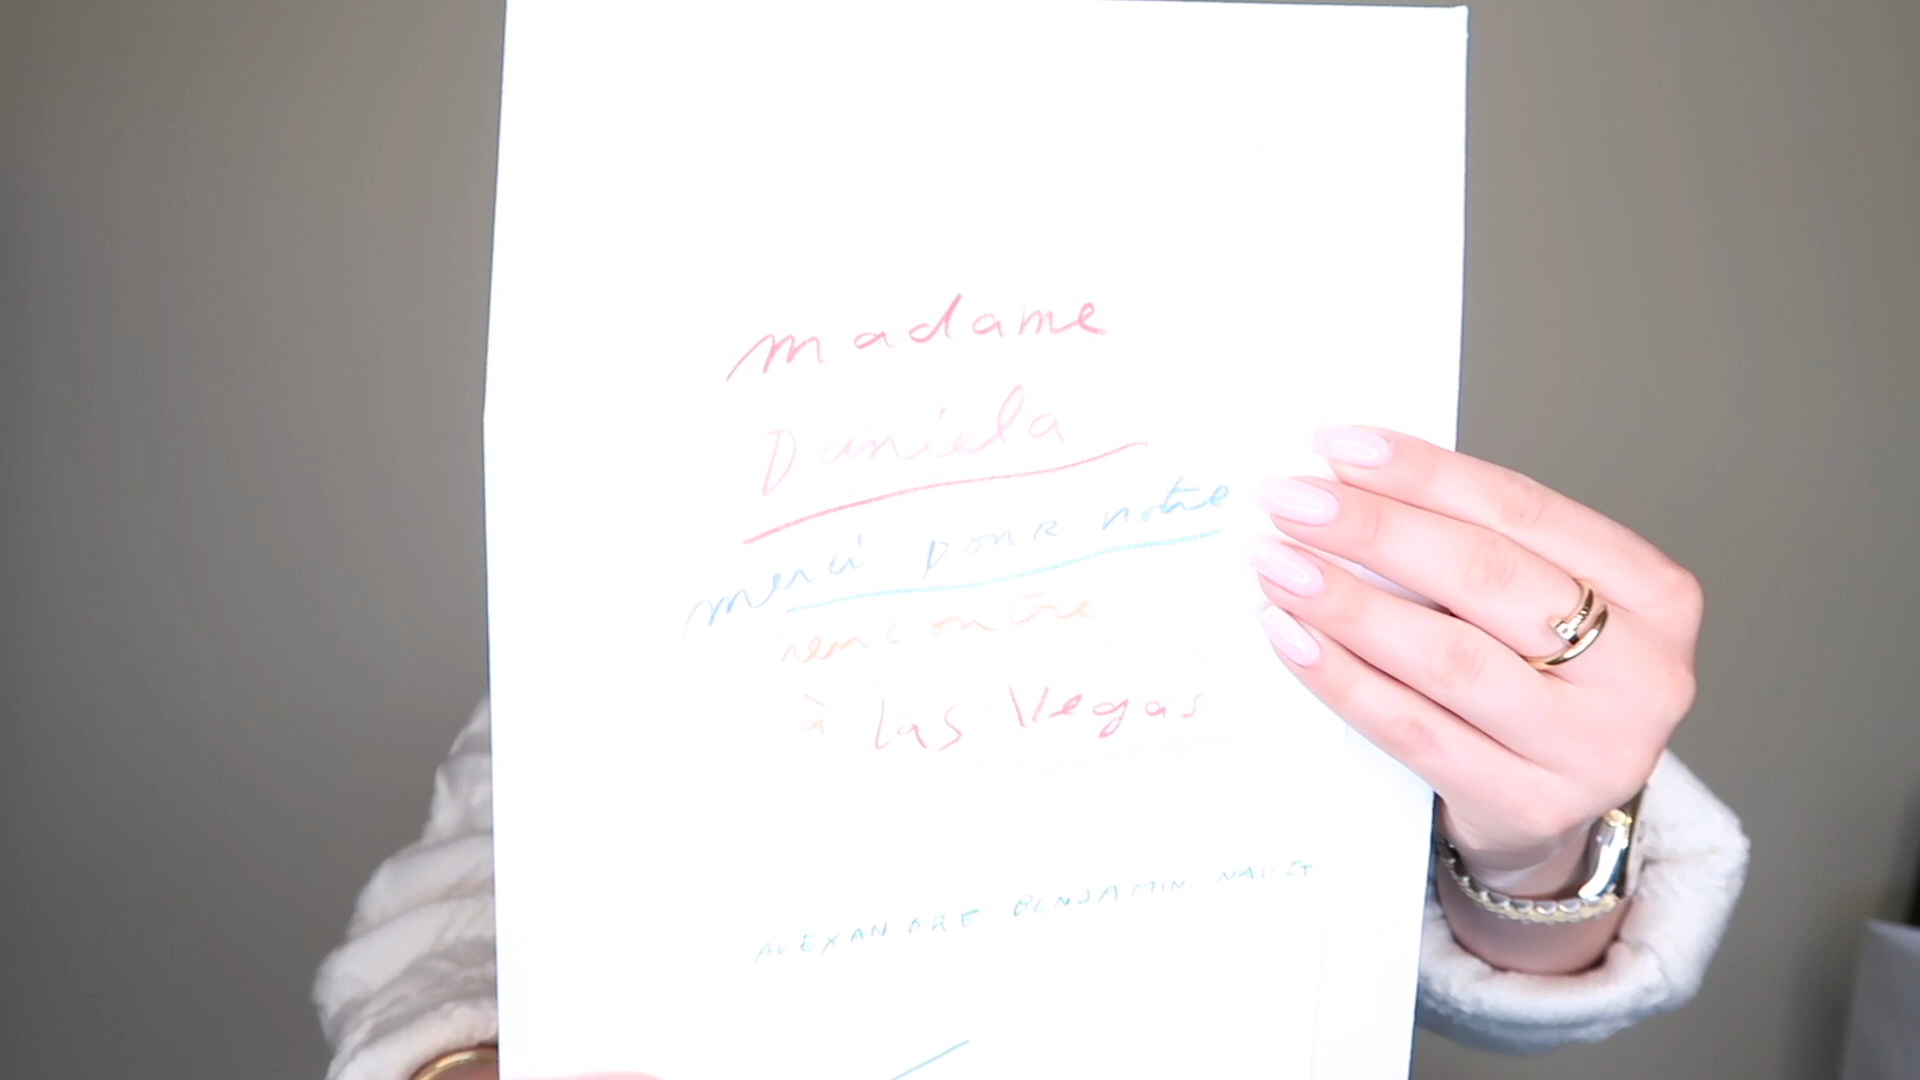 madame
Daniela
merci pour notre
rencontre
à Las Vegas
ALEXANDRE BENJAMIN NAVET